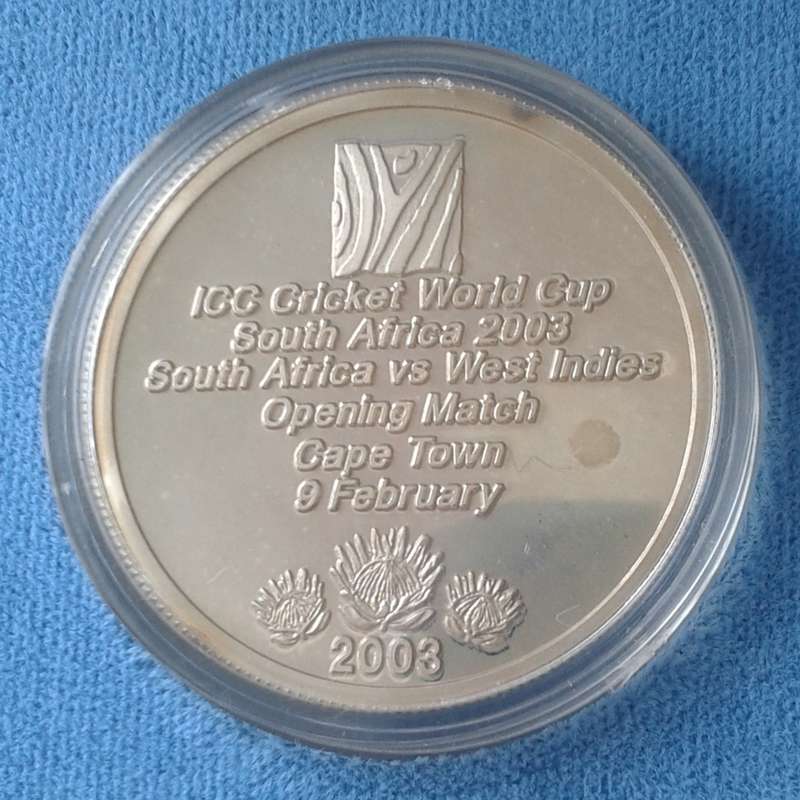 ICC Cricket World Cup
South Africa 2003
South Africa vs West Indies
Opening Match
Cape Town
9 February
2003